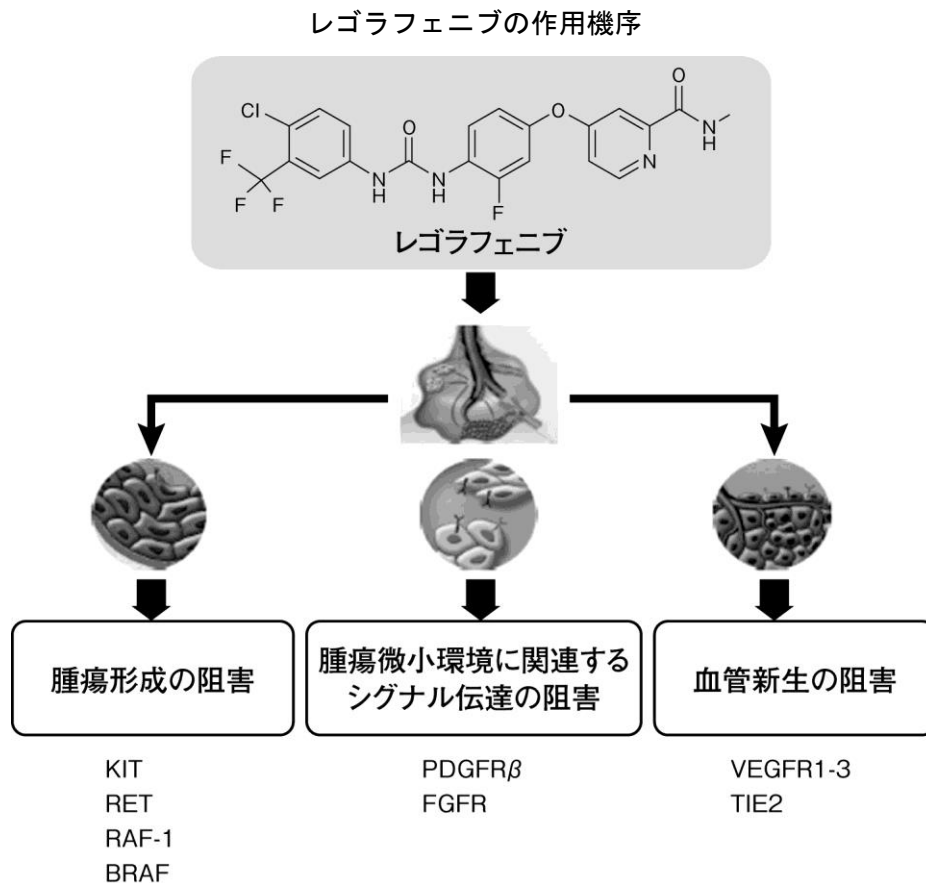 レゴラフェニブの作用機序
Cl
O
O
O
N
H
F
F
F
N
H
N
H
F
N
レゴラフェニブ
腫瘍形成の阻害
腫瘍微小環境に関連する
シグナル伝達の阻害
血管新生の阻害
KIT
RET
RAF-1
BRAF
PDGFRβ
FGFR
VEGFR1-3
TIE2